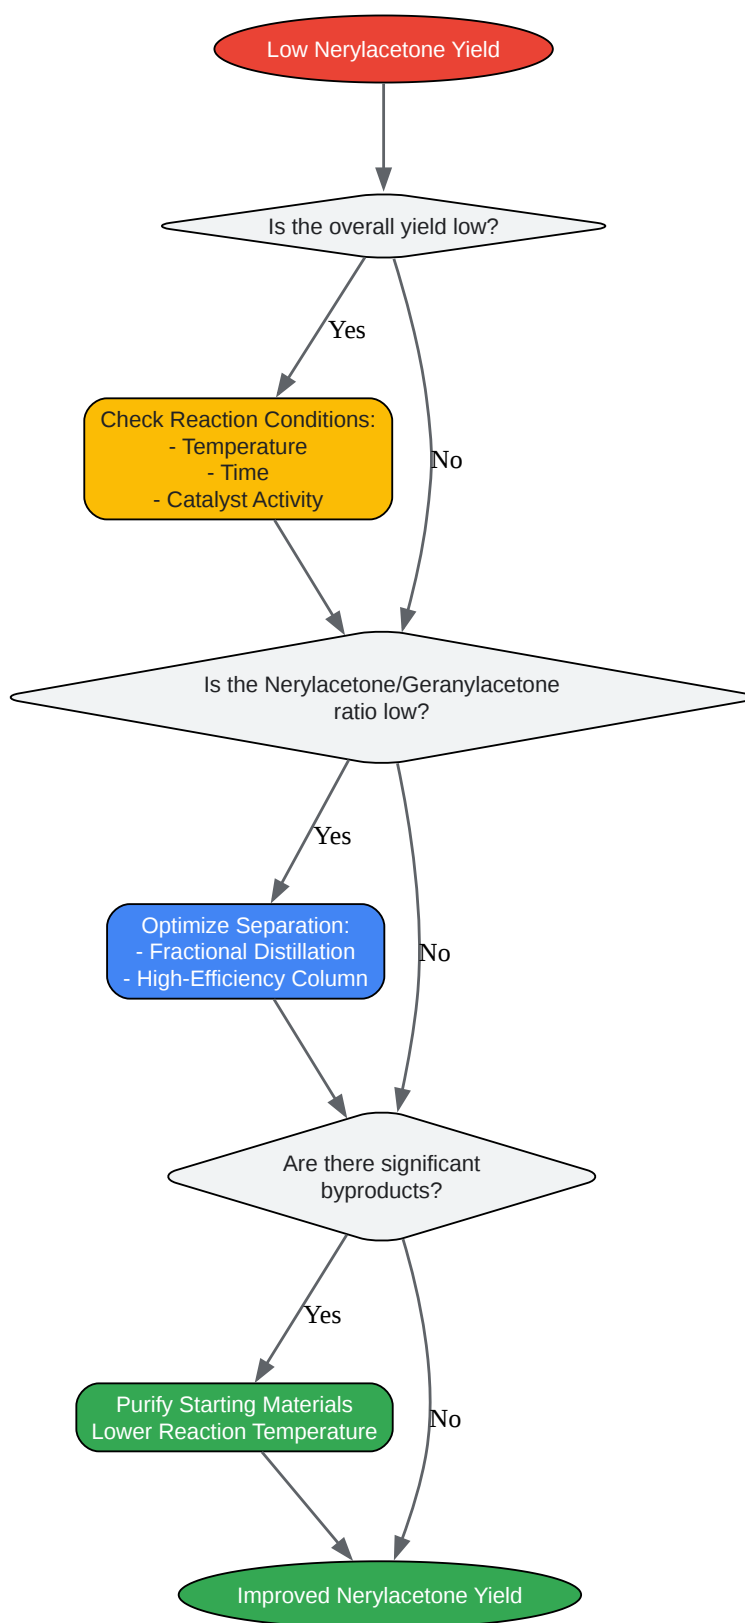 Low Nerylacetone Yield
Is the overall yield low?
Yes
Check Reaction Conditions:
- Temperature
- Time
- Catalyst Activity
No
Is the Nerylacetone/Geranylacetone
ratio low?
Yes
Optimize Separation:
- Fractional Distillation
- High-Efficiency Column
No
Are there significant
byproducts?
Yes
Purify Starting Materials
Lower Reaction Temperature
No
Improved Nerylacetone Yield